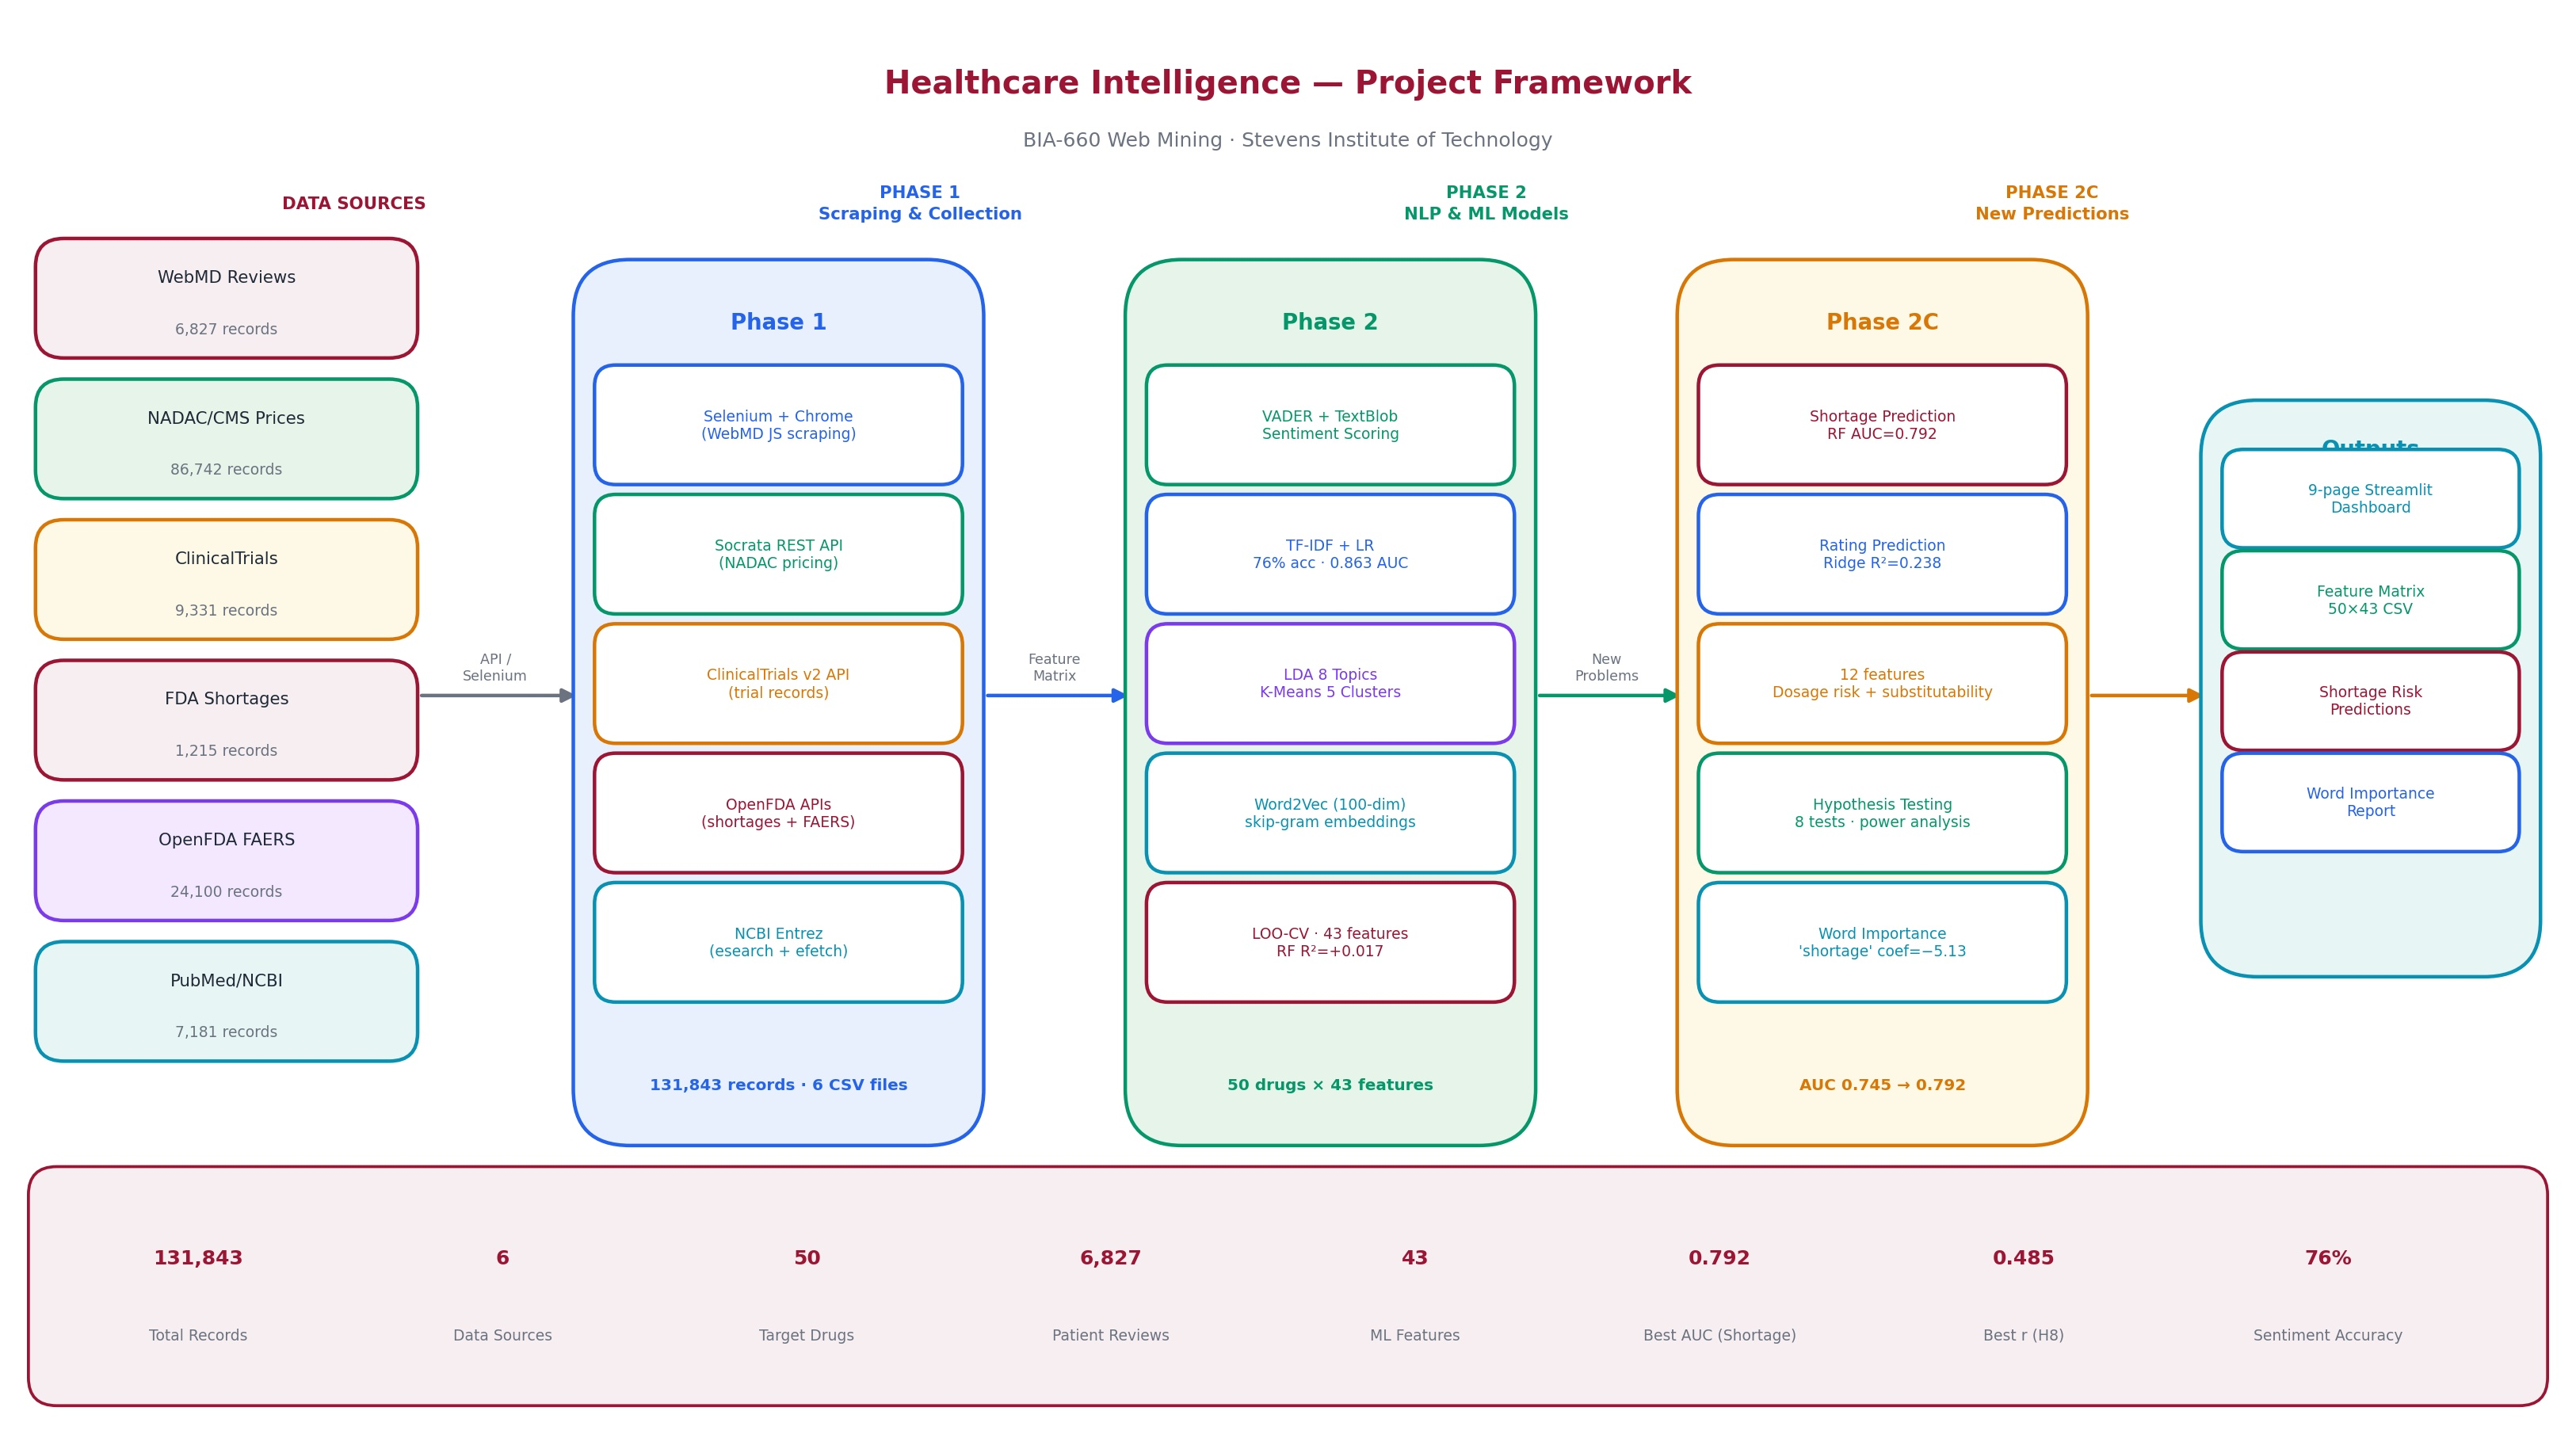 Healthcare Intelligence — Project Framework
BIA-660 Web Mining · Stevens Institute of Technology
DATA SOURCES
WebMD Reviews
6,827 records
NADAC/CMS Prices
86,742 records
ClinicalTrials
9,331 records
FDA Shortages
1,215 records
OpenFDA FAERS
24,100 records
PubMed/NCBI
7,181 records
API /
Selenium
PHASE 1
Scraping & Collection
Phase 1
Selenium + Chrome
(WebMD JS scraping)
Socrata REST API
(NADAC pricing)
ClinicalTrials v2 API
(trial records)
OpenFDA APIs
(shortages + FAERS)
NCBI Entrez
(esearch + efetch)
131,843 records · 6 CSV files
Feature
Matrix
PHASE 2
NLP & ML Models
Phase 2
VADER + TextBlob
Sentiment Scoring
TF-IDF + LR
76% acc · 0.863 AUC
LDA 8 Topics
K-Means 5 Clusters
Word2Vec (100-dim)
skip-gram embeddings
LOO-CV · 43 features
RF R²=+0.017
50 drugs × 43 features
New
Problems
PHASE 2C
New Predictions
Phase 2C
Shortage Prediction
RF AUC=0.792
Rating Prediction
Ridge R²=0.238
12 features
Dosage risk + substitutability
Hypothesis Testing
8 tests · power analysis
Word Importance
'shortage' coef=−5.13
AUC 0.745 → 0.792
Outputs
9-page Streamlit
Dashboard
Feature Matrix
50×43 CSV
Shortage Risk
Predictions
Word Importance
Report
131,843
Total Records
6
Data Sources
50
Target Drugs
6,827
Patient Reviews
43
ML Features
0.792
Best AUC (Shortage)
0.485
Best r (H8)
76%
Sentiment Accuracy